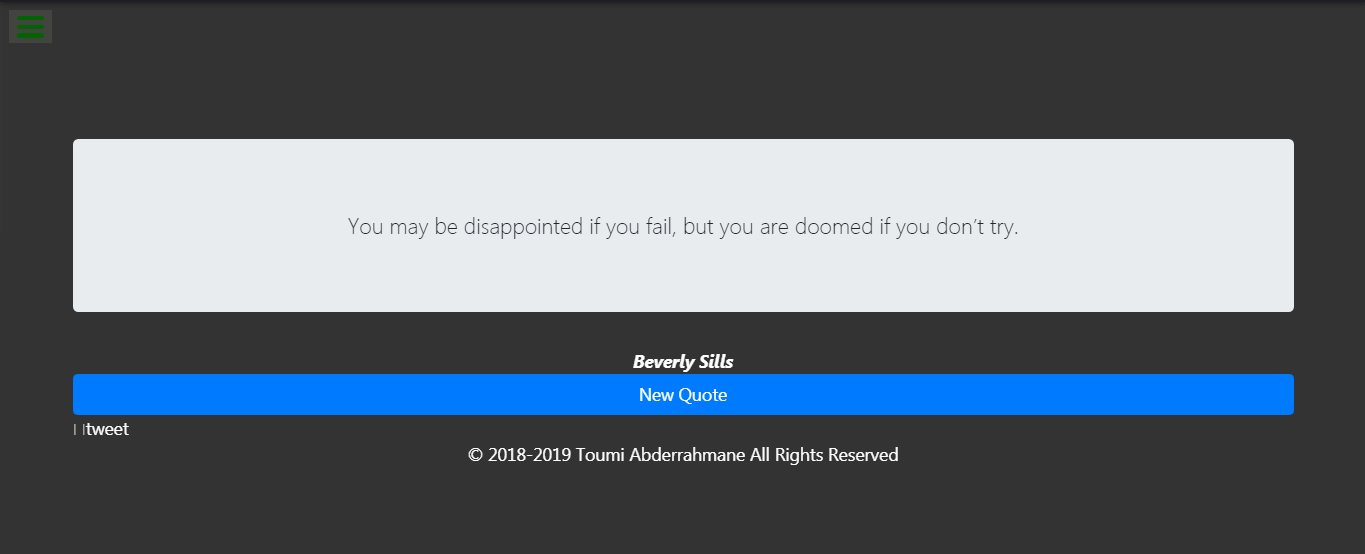 You may be disappointed if you fail, but you are doomed if you don’t try.
Beverly Sills
New Quote
tweet
© 2018-2019 Toumi Abderrahmane All Rights Reserved